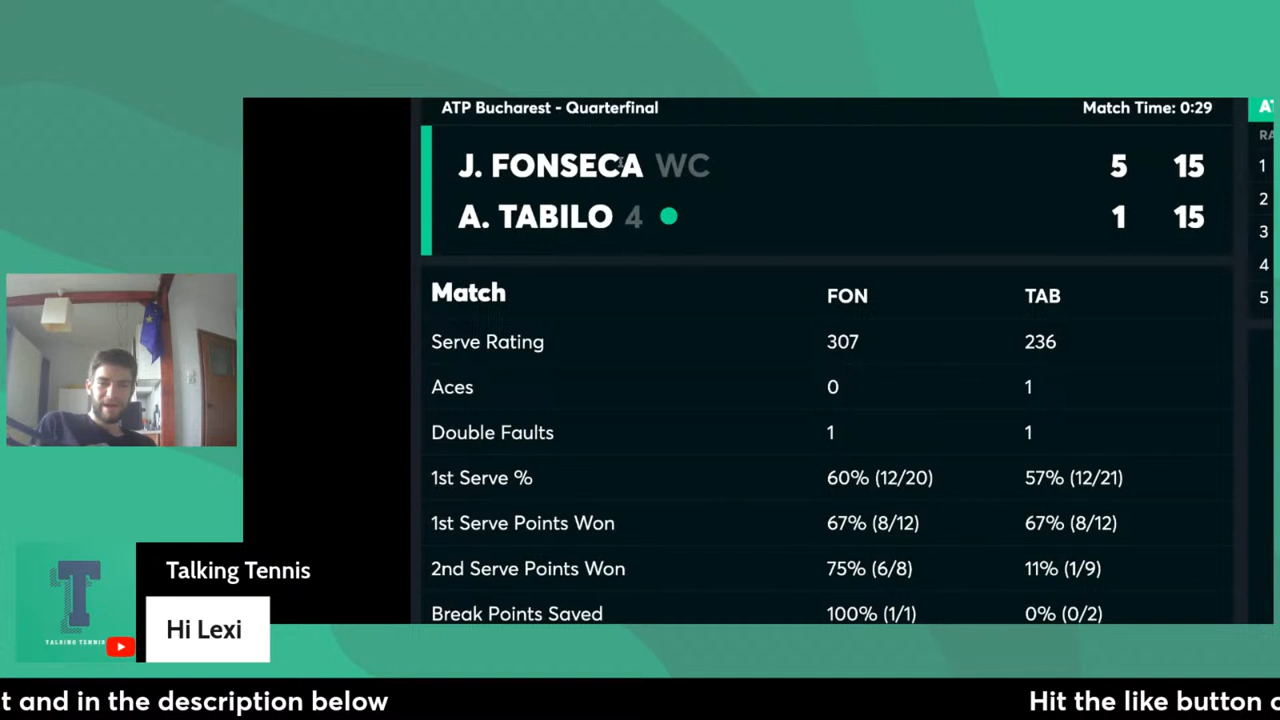 ATP Bucharest - Quarterfinal Match Time: 0:29
J. FONSECA WC 5 15
A. TABILO 4 1 15
Match FON TAB
Serve Rating 307 236
Aces 0 1
Double Faults 1 1
1st Serve % 60% (12/20) 57% (12/21)
1st Serve Points Won 67% (8/12) 67% (8/12)
2nd Serve Points Won 75% (6/8) 11% (1/9)
Break Points Saved 100% (1/1) 0% (0/2)
1
2
3
4
5
TALKING TENNIS
Talking Tennis
Hi Lexi
t and in the description below Hit the like button